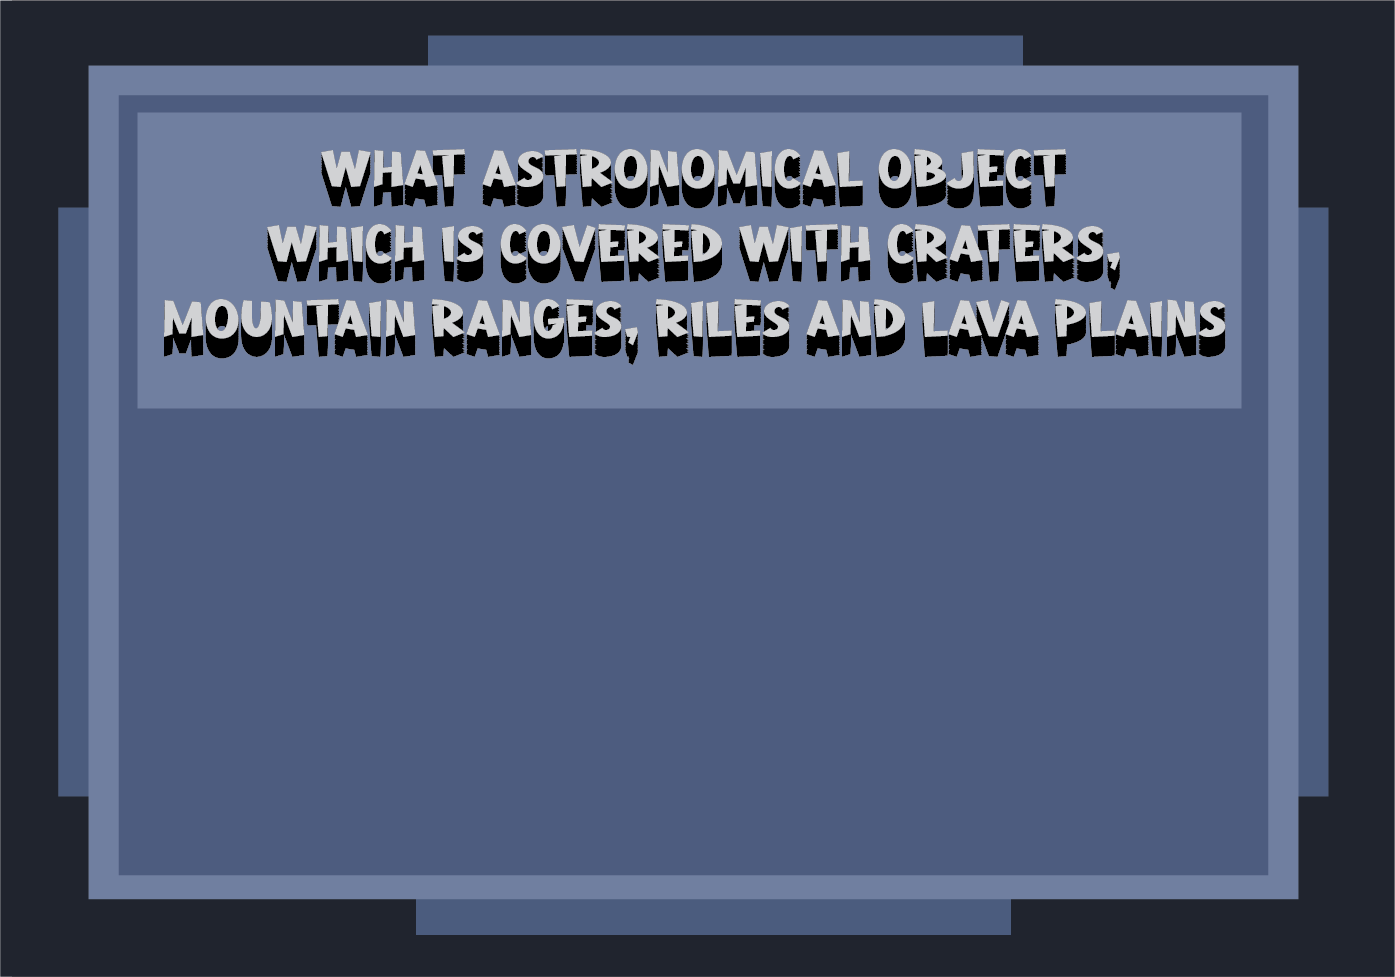 WHAT ASTRONOMICAL OBJECT
WHICH IS COVERED WITH CRATERS,
MOUNTAIN RANGES, RILES AND LAVA PLAINS